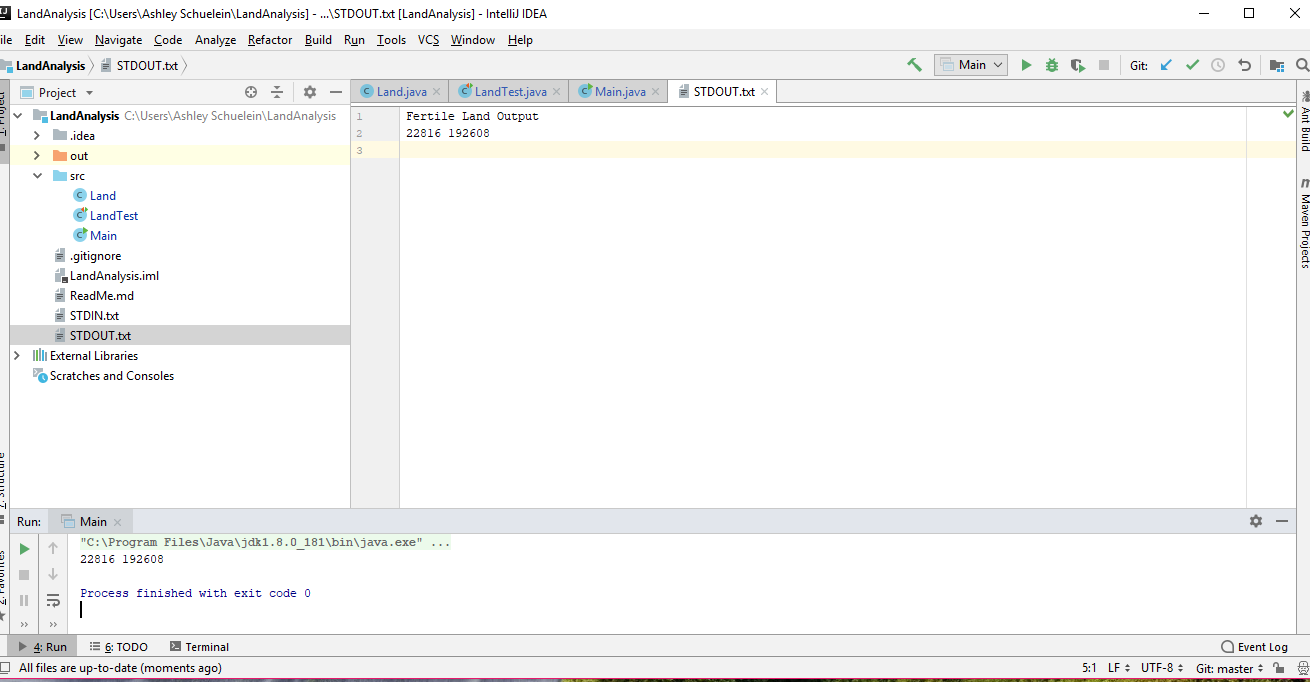 LandAnalysis [C:\Users\Ashley Schuelein\LandAnalysis] - ...\STDOUT.txt [LandAnalysis] - IntelliJ IDEA
ile Edit View Navigate Code Analyze Refactor Build Run Tools VCS Window Help
LandAnalysis STDOUT.txt Main Git:
Project
Land.java LandTest.java Main.java STDOUT.txt
1: Project
LandAnalysis C:\Users\Ashley Schuelein\LandAnalysis
.idea
out
src
Land
LandTest
Main
.gitignore
LandAnalysis.iml
ReadMe.md
STDIN.txt
STDOUT.txt
External Libraries
Scratches and Consoles
1 Fertile Land Output
2 22816 192608
3
Ant Build
Maven Projects
Z: Structure
2: Favorites
Run: Main
"C:\Program Files\Java\jdk1.8.0_181\bin\java.exe" ...
22816 192608
Process finished with exit code 0
4: Run 6: TODO Terminal Event Log
All files are up-to-date (moments ago) 5:1 LF UTF-8 Git: master